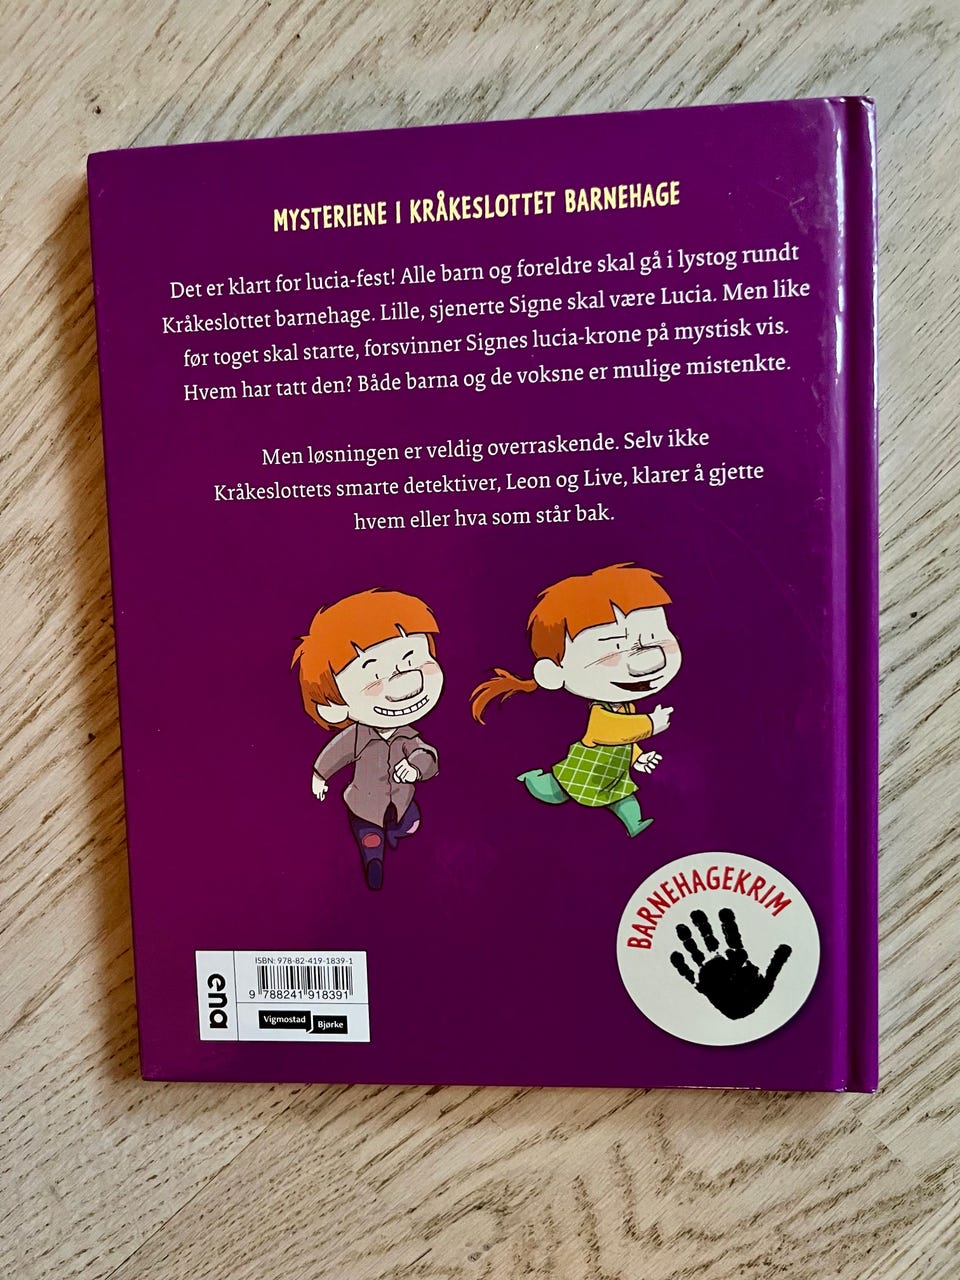 MYSTERIENE I KRÅKESLOTTET BARNEHAGE
Det er klart for lucia-fest! Alle barn og foreldre skal gå i lystog rundt
Kråkeslottet barnehage. Lille, sjenerte Signe skal være Lucia. Men like
før toget skal starte, forsvinner Signes lucia-krone på mystisk vis.
Hvem har tatt den? Både barna og de voksne er mulige mistenkte.
Men løsningen er veldig overraskende. Selv ikke
Kråkeslottets smarte detektiver, Leon og Live, klarer å gjette
hvem eller hva som står bak.
BARNEHAGEKRIM
ena
ISBN: 978-82-419-1839-1
9 788241 918391
Vigmostad Bjørke